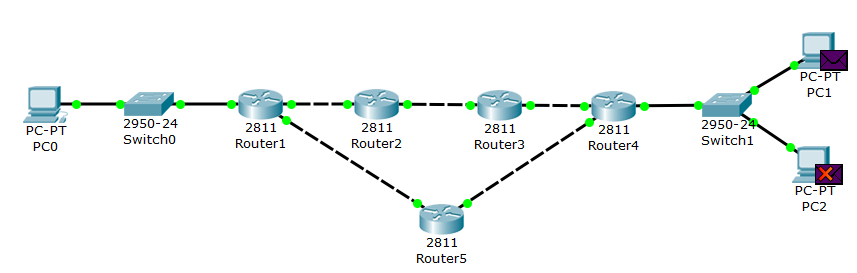 PC-PT
PC0
2950-24
Switch0
2811
Router1
2811
Router2
2811
Router3
2811
Router4
2950-24
Switch1
PC-PT
PC1
PC-PT
PC2
2811
Router5